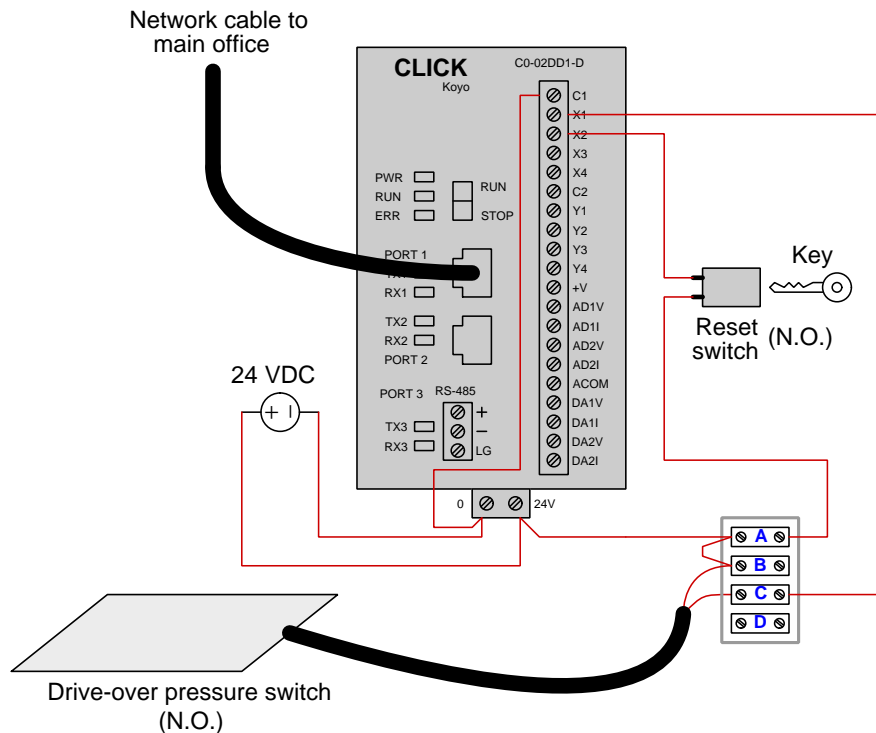 Network cable to
main office
CLICK
Koyo
C0-02DD1-D
C1
X1
X2
X3
X4
C2
Y1
Y2
Y3
Y4
+V
AD1V
AD1I
AD2V
AD2I
ACOM
DA1V
DA1I
DA2V
DA2I
PWR
RUN
ERR
RUN
STOP
PORT 1
TX1
RX1
TX2
RX2
PORT 2
PORT 3
RS-485
+
−
LG
TX3
RX3
0
24V
24 VDC
+ −
Key
Reset
switch
(N.O.)
A
B
C
D
Drive-over pressure switch
(N.O.)